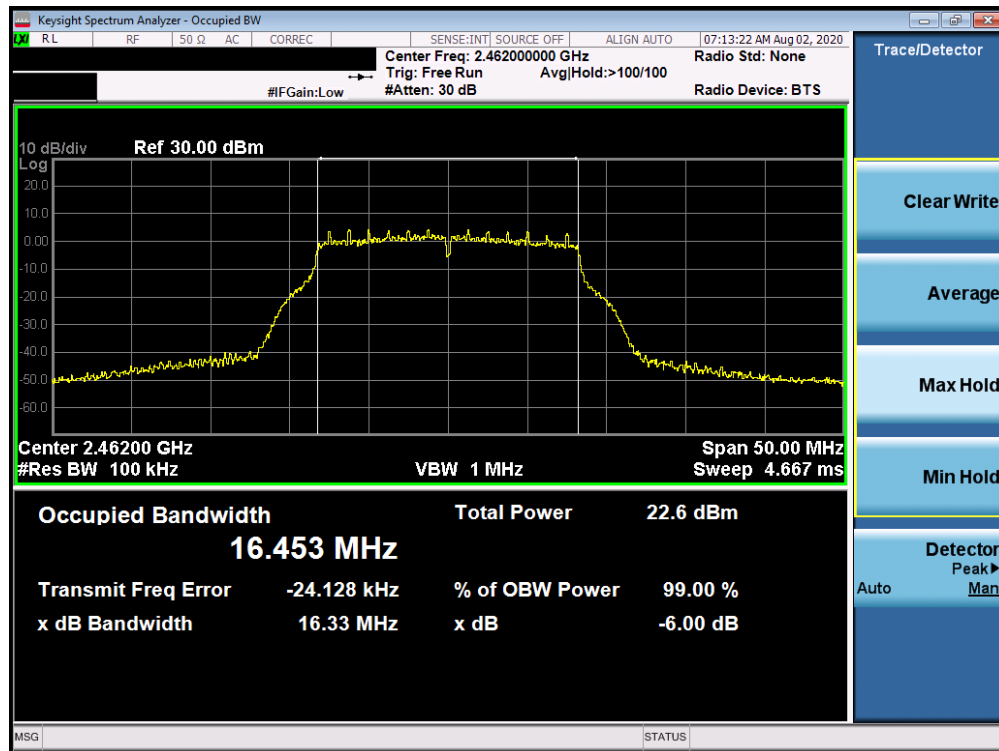 Keysight Spectrum Analyzer - Occupied BW
LXI RL RF 50 Ω AC CORREC SENSE:INT SOURCE OFF ALIGN AUTO 07:13:22 AM Aug 02, 2020
Center Freq: 2.462000000 GHz Radio Std: None
Trig: Free Run Avg|Hold:>100/100
#IFGain:Low #Atten: 30 dB Radio Device: BTS
10 dB/div Ref 30.00 dBm
Log
20.0
10.0
0.00
-10.0
-20.0
-30.0
-40.0
-50.0
-60.0
Center 2.46200 GHz Span 50.00 MHz
#Res BW 100 kHz VBW 1 MHz Sweep 4.667 ms
Occupied Bandwidth Total Power 22.6 dBm
16.453 MHz
Transmit Freq Error -24.128 kHz % of OBW Power 99.00 %
x dB Bandwidth 16.33 MHz x dB -6.00 dB
MSG STATUS
Trace/Detector
Clear Write
Average
Max Hold
Min Hold
Detector
Peak▶
Auto Man